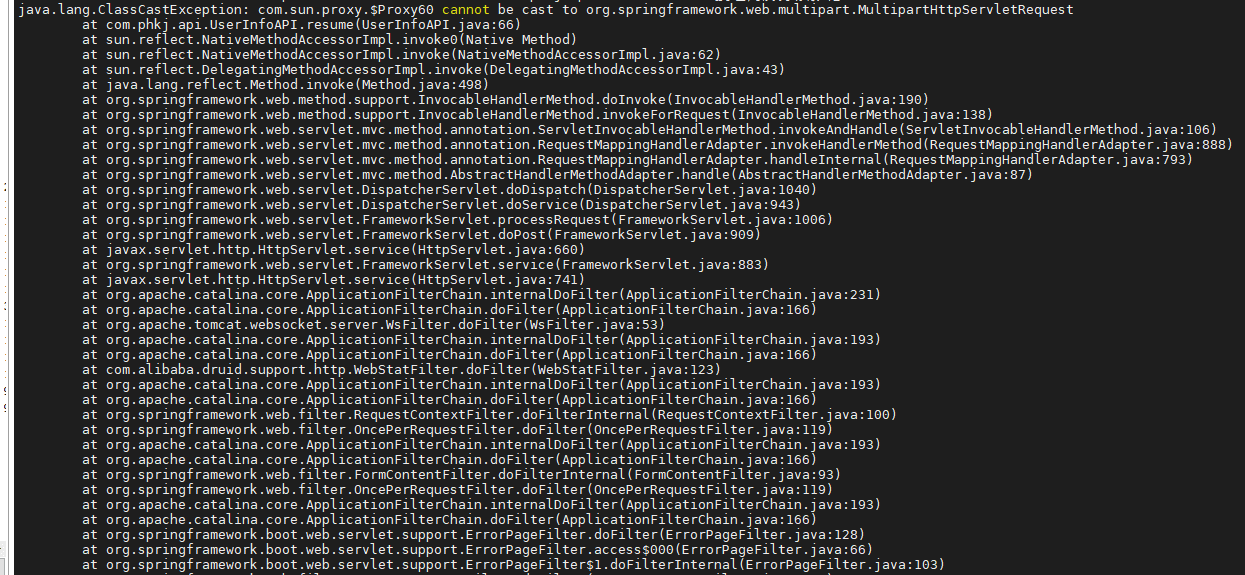 java.lang.ClassCastException: com.sun.proxy.$Proxy60 cannot be cast to org.springframework.web.multipart.MultipartHttpServletRequest
at com.phkj.api.UserInfoAPI.resume(UserInfoAPI.java:66)
at sun.reflect.NativeMethodAccessorImpl.invoke0(Native Method)
at sun.reflect.NativeMethodAccessorImpl.invoke(NativeMethodAccessorImpl.java:62)
at sun.reflect.DelegatingMethodAccessorImpl.invoke(DelegatingMethodAccessorImpl.java:43)
at java.lang.reflect.Method.invoke(Method.java:498)
at org.springframework.web.method.support.InvocableHandlerMethod.doInvoke(InvocableHandlerMethod.java:190)
at org.springframework.web.method.support.InvocableHandlerMethod.invokeForRequest(InvocableHandlerMethod.java:138)
at org.springframework.web.servlet.mvc.method.annotation.ServletInvocableHandlerMethod.invokeAndHandle(ServletInvocableHandlerMethod.java:106)
at org.springframework.web.servlet.mvc.method.annotation.RequestMappingHandlerAdapter.invokeHandlerMethod(RequestMappingHandlerAdapter.java:888)
at org.springframework.web.servlet.mvc.method.annotation.RequestMappingHandlerAdapter.handleInternal(RequestMappingHandlerAdapter.java:793)
at org.springframework.web.servlet.mvc.method.AbstractHandlerMethodAdapter.handle(AbstractHandlerMethodAdapter.java:87)
at org.springframework.web.servlet.DispatcherServlet.doDispatch(DispatcherServlet.java:1040)
at org.springframework.web.servlet.DispatcherServlet.doService(DispatcherServlet.java:943)
at org.springframework.web.servlet.FrameworkServlet.processRequest(FrameworkServlet.java:1006)
at org.springframework.web.servlet.FrameworkServlet.doPost(FrameworkServlet.java:909)
at javax.servlet.http.HttpServlet.service(HttpServlet.java:660)
at org.springframework.web.servlet.FrameworkServlet.service(FrameworkServlet.java:883)
at javax.servlet.http.HttpServlet.service(HttpServlet.java:741)
at org.apache.catalina.core.ApplicationFilterChain.internalDoFilter(ApplicationFilterChain.java:231)
at org.apache.catalina.core.ApplicationFilterChain.doFilter(ApplicationFilterChain.java:166)
at org.apache.tomcat.websocket.server.WsFilter.doFilter(WsFilter.java:53)
at org.apache.catalina.core.ApplicationFilterChain.internalDoFilter(ApplicationFilterChain.java:193)
at org.apache.catalina.core.ApplicationFilterChain.doFilter(ApplicationFilterChain.java:166)
at com.alibaba.druid.support.http.WebStatFilter.doFilter(WebStatFilter.java:123)
at org.apache.catalina.core.ApplicationFilterChain.internalDoFilter(ApplicationFilterChain.java:193)
at org.apache.catalina.core.ApplicationFilterChain.doFilter(ApplicationFilterChain.java:166)
at org.springframework.web.filter.RequestContextFilter.doFilterInternal(RequestContextFilter.java:100)
at org.springframework.web.filter.OncePerRequestFilter.doFilter(OncePerRequestFilter.java:119)
at org.apache.catalina.core.ApplicationFilterChain.internalDoFilter(ApplicationFilterChain.java:193)
at org.apache.catalina.core.ApplicationFilterChain.doFilter(ApplicationFilterChain.java:166)
at org.springframework.web.filter.FormContentFilter.doFilterInternal(FormContentFilter.java:93)
at org.springframework.web.filter.OncePerRequestFilter.doFilter(OncePerRequestFilter.java:119)
at org.apache.catalina.core.ApplicationFilterChain.internalDoFilter(ApplicationFilterChain.java:193)
at org.apache.catalina.core.ApplicationFilterChain.doFilter(ApplicationFilterChain.java:166)
at org.springframework.boot.web.servlet.support.ErrorPageFilter.doFilter(ErrorPageFilter.java:128)
at org.springframework.boot.web.servlet.support.ErrorPageFilter.access$000(ErrorPageFilter.java:66)
at org.springframework.boot.web.servlet.support.ErrorPageFilter$1.doFilterInternal(ErrorPageFilter.java:103)